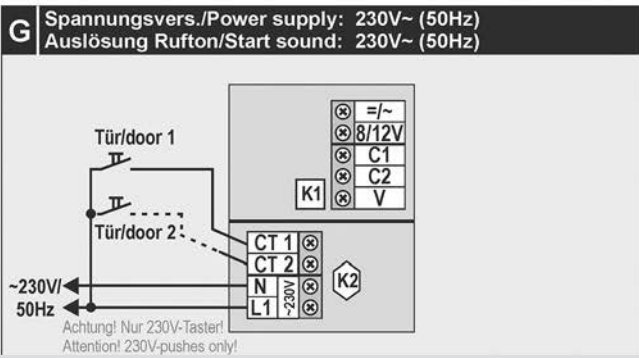 G
Spannungsvers./Power supply: 230V~ (50Hz)
Auslösung Rufton/Start sound: 230V~ (50Hz)
=/~
8/12V
C1
C2
V
K1
Tür/door 1
Tür/door 2
CT 1
CT 2
N
L1
~230V
K2
~230V/
50Hz
Achtung! Nur 230V-Taster!
Attention! 230V-pushes only!